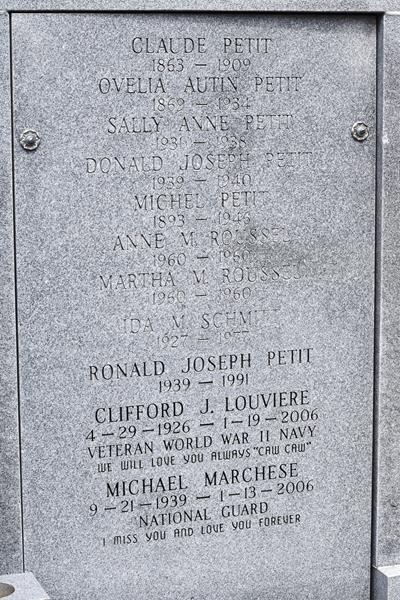 CLAUDE PETIT
1863 — 1909
OVELIA AUTIN PETIT
1869 — 1934
SALLY ANNE PETIT
1931 — 1938
DONALD JOSEPH PETIT
1939 — 1940
MICHEL PETIT
1893 — 1946
ANNE M. ROUSSEL
1960 — 1960
MARTHA M. ROUSSEL
1960 — 1960
IDA M. SCHMITT
1927 — 1977
RONALD JOSEPH PETIT
1939 — 1991
CLIFFORD J. LOUVIERE
4-29-1926 — 1-19-2006
VETERAN WORLD WAR II NAVY
WE WILL LOVE YOU ALWAYS "CAW CAW"
MICHAEL MARCHESE
9-21-1939 — 1-13-2006
NATIONAL GUARD
I MISS YOU AND LOVE YOU FOREVER